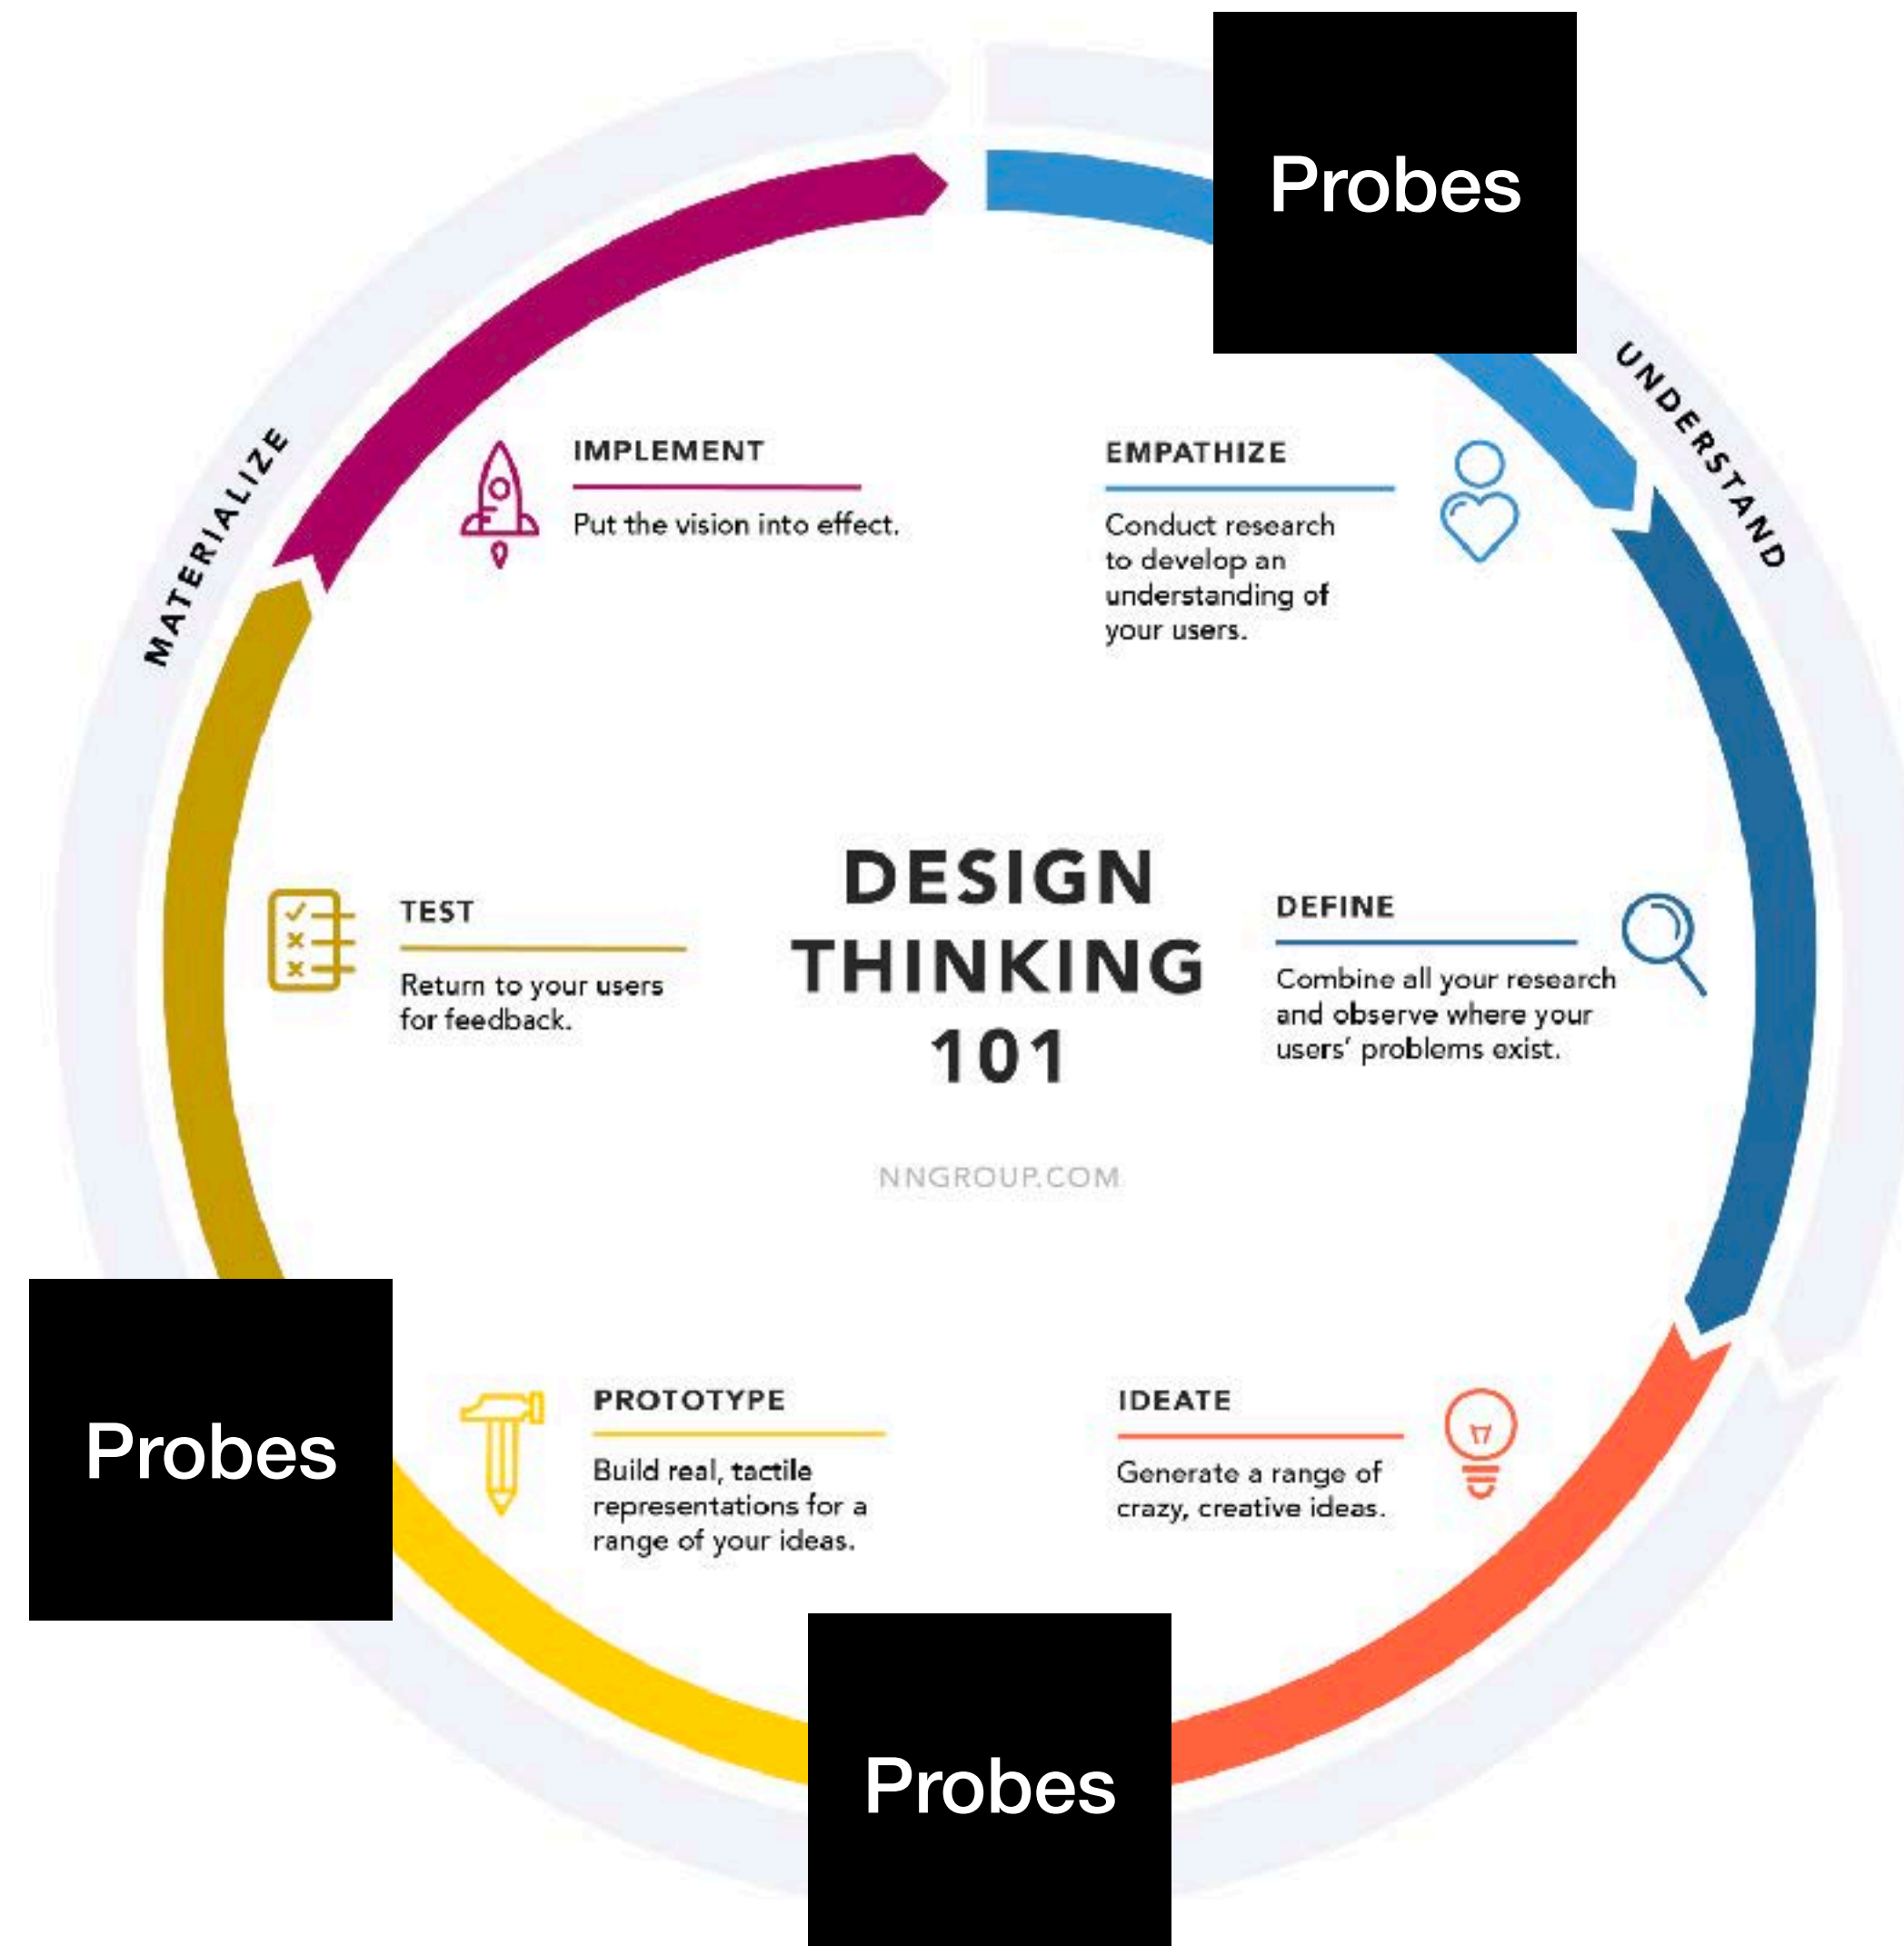 Probes
UNDERSTAND
MATERIALIZE
IMPLEMENT
Put the vision into effect.
EMPATHIZE
Conduct research
to develop an
understanding of
your users.
DESIGN
THINKING
101
NNGROUP.COM
TEST
Return to your users
for feedback.
DEFINE
Combine all your research
and observe where your
users’ problems exist.
Probes
PROTOTYPE
Build real, tactile
representations for a
range of your ideas.
IDEATE
Generate a range of
crazy, creative ideas.
Probes